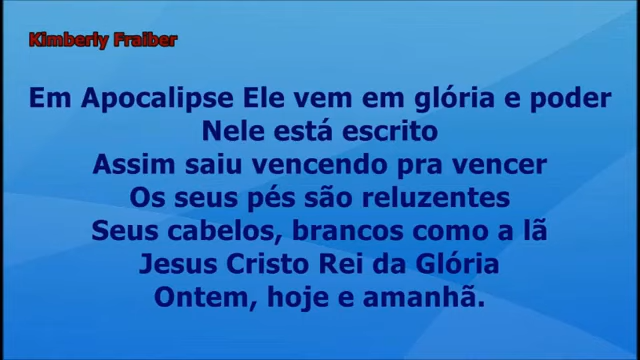 Kimberly Fraiber
Em Apocalipse Ele vem em glória e poder
Nele está escrito
Assim saiu vencendo pra vencer
Os seus pés são reluzentes
Seus cabelos, brancos como a lã
Jesus Cristo Rei da Glória
Ontem, hoje e amanhã.